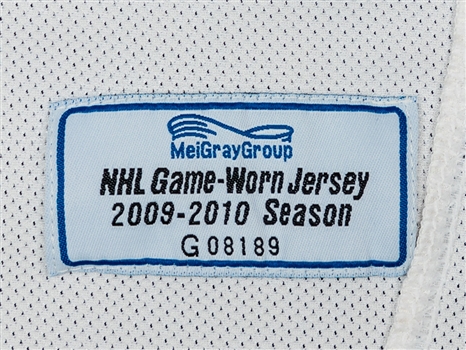 MeiGrayGroup
NHL Game-Worn Jersey
2009-2010 Season
G08189